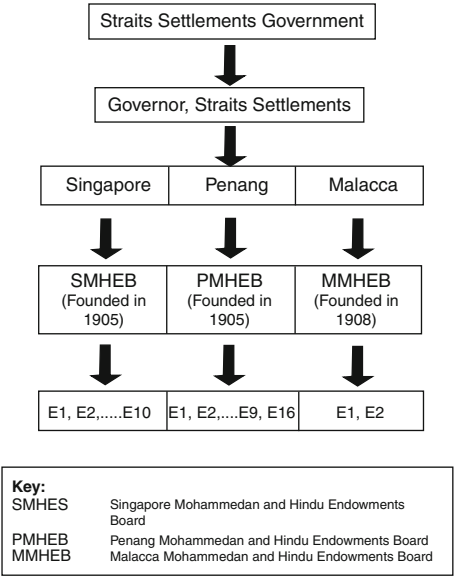 Straits Settlements Government
Governor, Straits Settlements
Singapore Penang Malacca
SMHEB PMHEB MMHEB
(Founded in (Founded in (Founded in
1905) 1905) 1908)
E1, E2,.....E10 E1, E2,....E9, E16 E1, E2
Key:
SMHES Singapore Mohammedan and Hindu Endowments
Board
PMHEB Penang Mohammedan and Hindu Endowments Board
MMHEB Malacca Mohammedan and Hindu Endowments Board